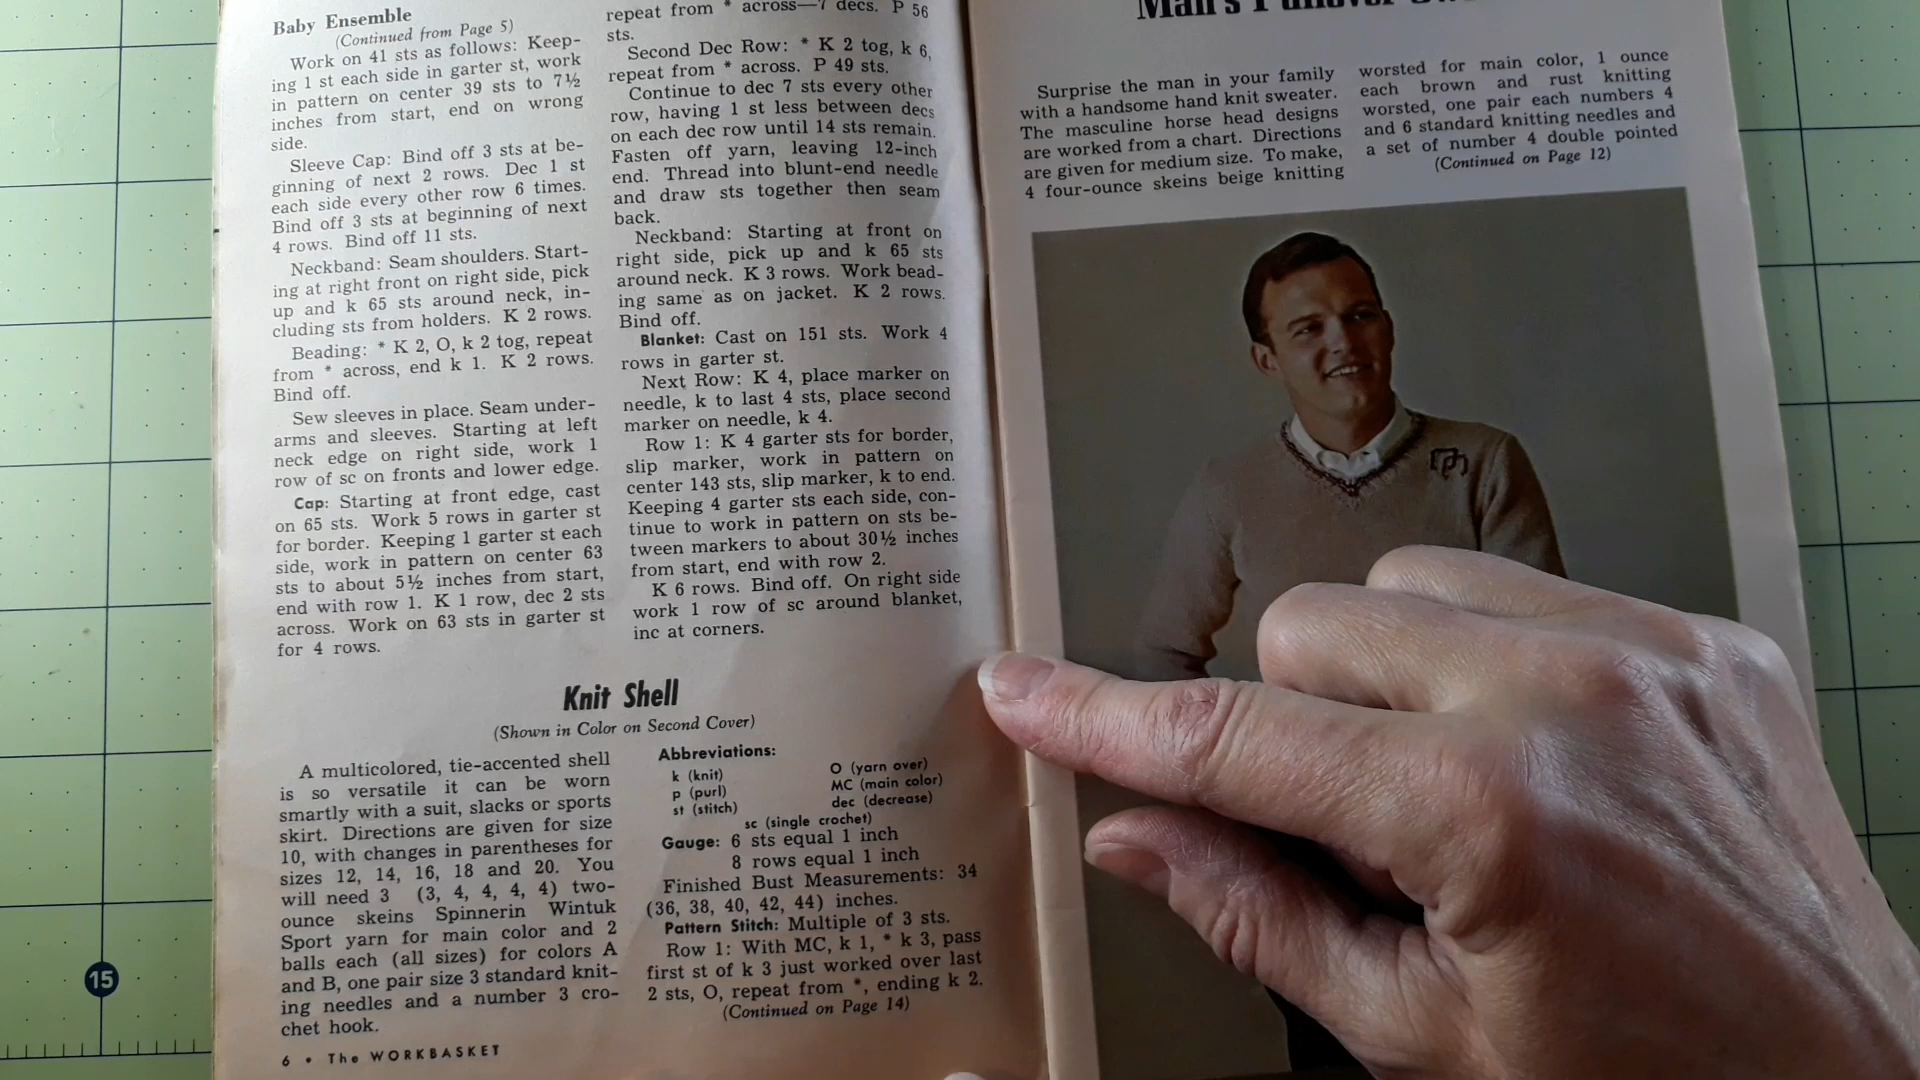 Baby Ensemble
(Continued from Page 5)
Work on 41 sts as follows: Keep-
ing 1 st each side in garter st, work
in pattern on center 39 sts to 7½
inches from start, end on wrong
side.
Sleeve Cap: Bind off 3 sts at be-
ginning of next 2 rows. Dec 1 st
each side every other row 6 times.
Bind off 3 sts at beginning of next
4 rows. Bind off 11 sts.
Neckband: Seam shoulders. Start-
ing at right front on right side, pick
up and k 65 sts around neck, in-
cluding sts from holders. K 2 rows.
Beading: * K 2, O, k 2 tog, repeat
from * across, end k 1. K 2 rows.
Bind off.
Sew sleeves in place. Seam under-
arms and sleeves. Starting at left
neck edge on right side, work 1
row of sc on fronts and lower edge.
Cap: Starting at front edge, cast
on 65 sts. Work 5 rows in garter st
for border. Keeping 1 garter st each
side, work in pattern on center 63
sts to about 5½ inches from start,
end with row 1. K 1 row, dec 2 sts
across. Work on 63 sts in garter st
for 4 rows.
repeat from * across—7 decs. P 56
sts.
Second Dec Row: * K 2 tog, k 6,
repeat from * across. P 49 sts.
Continue to dec 7 sts every other
row, having 1 st less between decs
on each dec row until 14 sts remain.
Fasten off yarn, leaving 12-inch
end. Thread into blunt-end needle
and draw sts together then seam
back.
Neckband: Starting at front on
right side, pick up and k 65 sts
around neck. K 3 rows. Work bead-
ing same as on jacket. K 2 rows.
Bind off.
Blanket: Cast on 151 sts. Work 4
rows in garter st.
Next Row: K 4, place marker on
needle, k to last 4 sts, place second
marker on needle, k 4.
Row 1: K 4 garter sts for border,
slip marker, work in pattern on
center 143 sts, slip marker, k to end.
Keeping 4 garter sts each side, con-
tinue to work in pattern on sts be-
tween markers to about 30½ inches
from start, end with row 2.
K 6 rows. Bind off. On right side
work 1 row of sc around blanket,
inc at corners.
Knit Shell
(Shown in Color on Second Cover)
A multicolored, tie-accented shell
is so versatile it can be worn
smartly with a suit, slacks or sports
skirt. Directions are given for size
10, with changes in parentheses for
sizes 12, 14, 16, 18 and 20. You
will need 3 (3, 4, 4, 4, 4) two-
ounce skeins Spinnerin Wintuk
Sport yarn for main color and 2
balls each (all sizes) for colors A
and B, one pair size 3 standard knit-
ing needles and a number 3 cro-
chet hook.
Abbreviations:
k (knit) O (yarn over)
p (purl) MC (main color)
st (stitch) dec (decrease)
sc (single crochet)
Gauge: 6 sts equal 1 inch
8 rows equal 1 inch
Finished Bust Measurements: 34
(36, 38, 40, 42, 44) inches.
Pattern Stitch: Multiple of 3 sts.
Row 1: With MC, k 1, * k 3, pass
first st of k 3 just worked over last
2 sts, O, repeat from *, ending k 2.
(Continued on Page 14)
6 • The WORKBASKET
Man's Pullover
Surprise the man in your family
with a handsome hand knit sweater.
The masculine horse head designs
are worked from a chart. Directions
are given for medium size. To make,
4 four-ounce skeins beige knitting
worsted for main color, 1 ounce
each brown and rust knitting
worsted, one pair each numbers 4
and 6 standard knitting needles and
a set of number 4 double pointed
(Continued on Page 12)
15